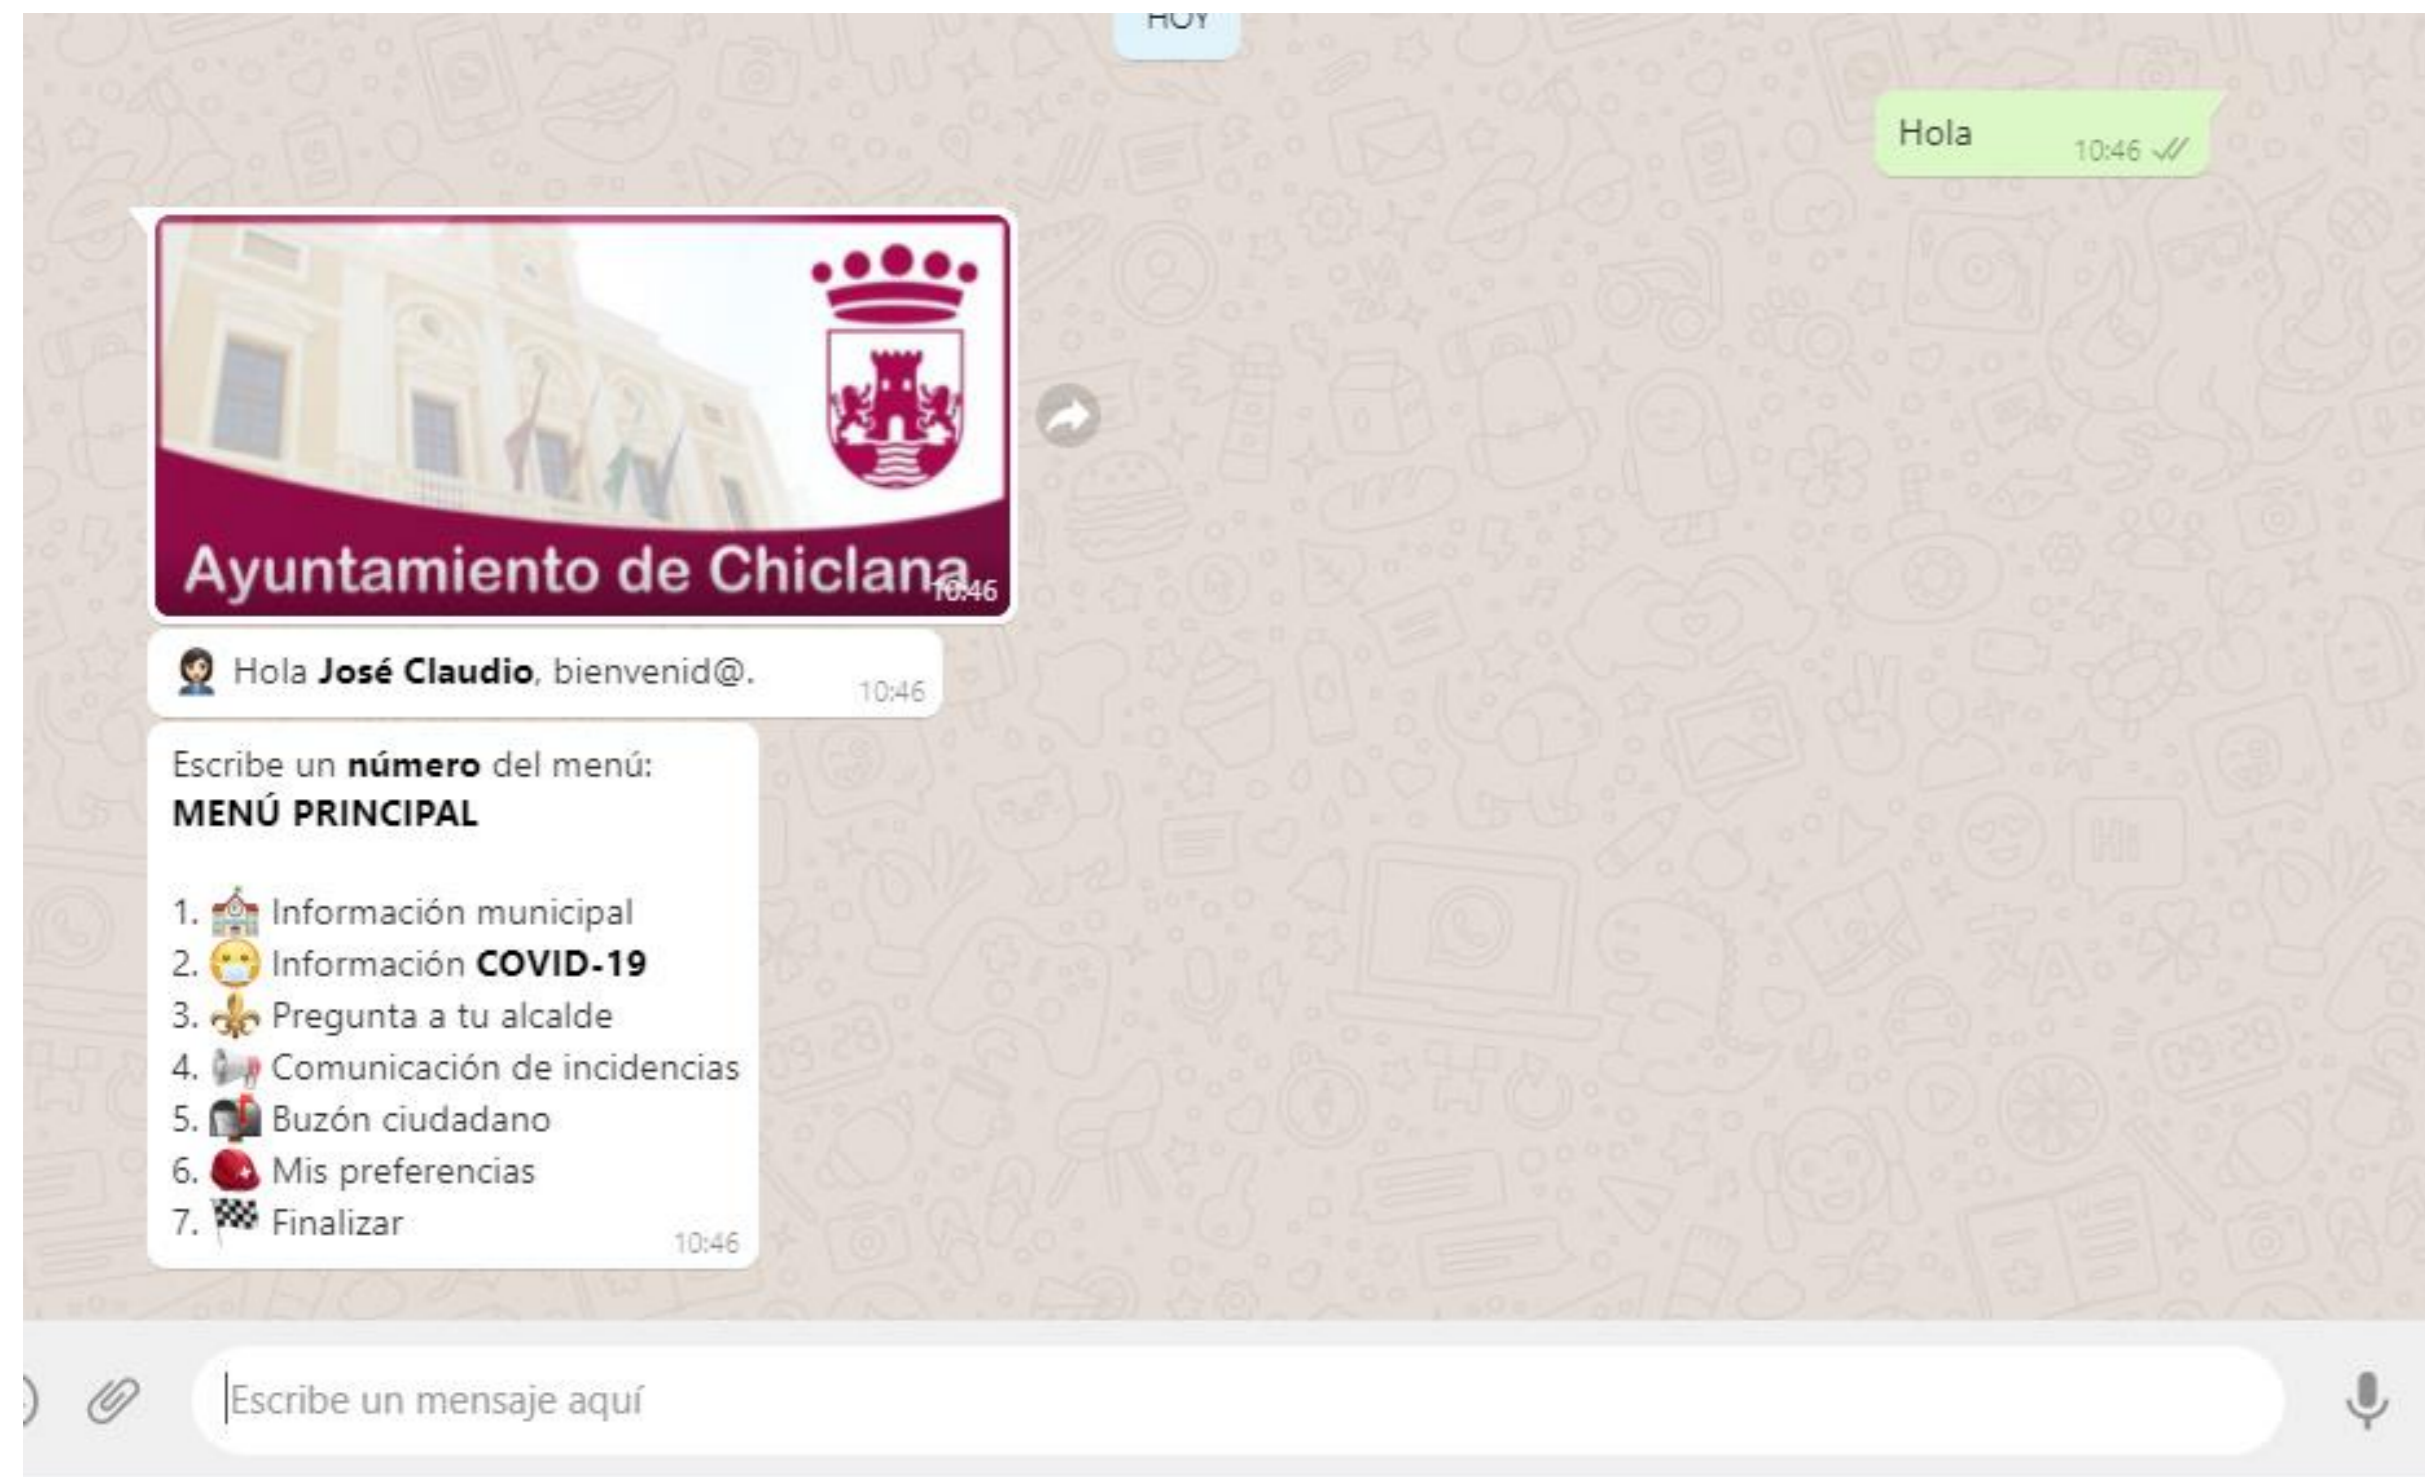 HOY
Hola
10:46
Ayuntamiento de Chiclana
10:46
Hola José Claudio, bienvenid@.
10:46
Escribe un número del menú:
MENÚ PRINCIPAL
1. Información municipal
2. Información COVID-19
3. Pregunta a tu alcalde
4. Comunicación de incidencias
5. Buzón ciudadano
6. Mis preferencias
7. Finalizar
10:46
Escribe un mensaje aquí